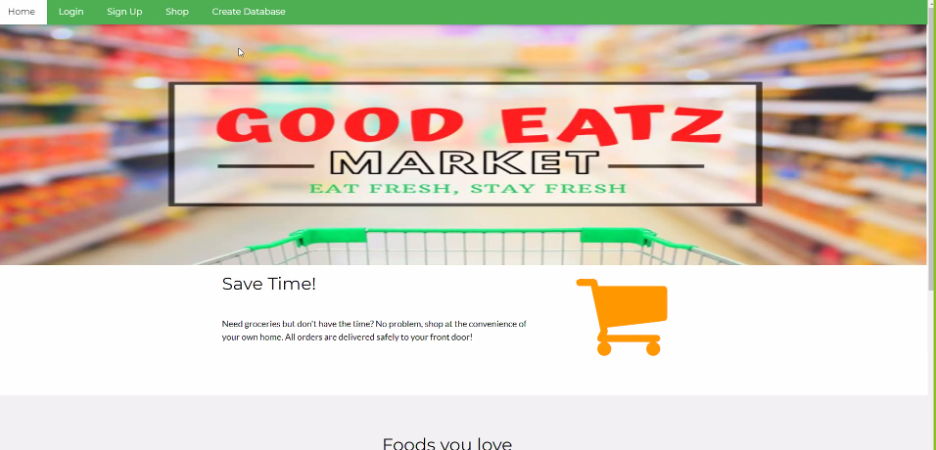 Home Login Sign Up Shop Create Database
GOOD EATZ
MARKET
EAT FRESH, STAY FRESH
Save Time!
Need groceries but don't have the time? No problem, shop at the convenience of
your own home. All orders are delivered safely to your front door!
Foods you love